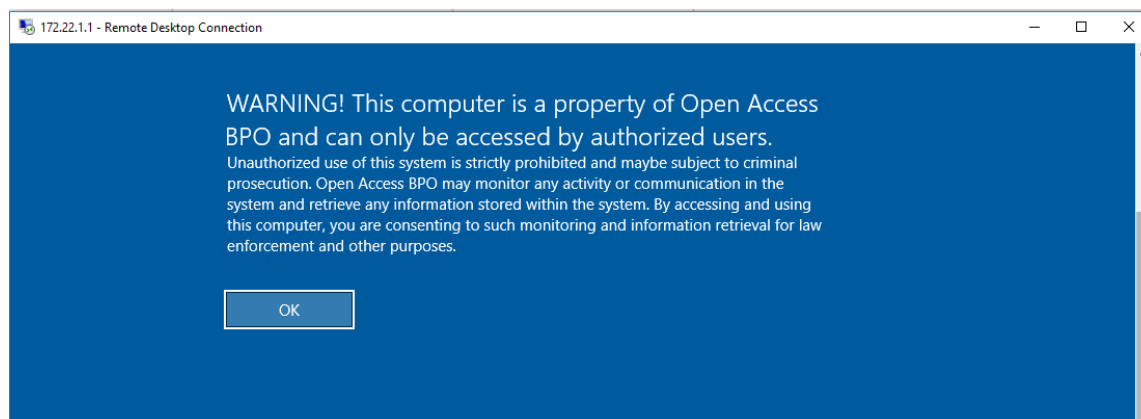 172.22.1.1 - Remote Desktop Connection
WARNING! This computer is a property of Open Access
BPO and can only be accessed by authorized users.
Unauthorized use of this system is strictly prohibited and maybe subject to criminal
prosecution. Open Access BPO may monitor any activity or communication in the
system and retrieve any information stored within the system. By accessing and using
this computer, you are consenting to such monitoring and information retrieval for law
enforcement and other purposes.
OK